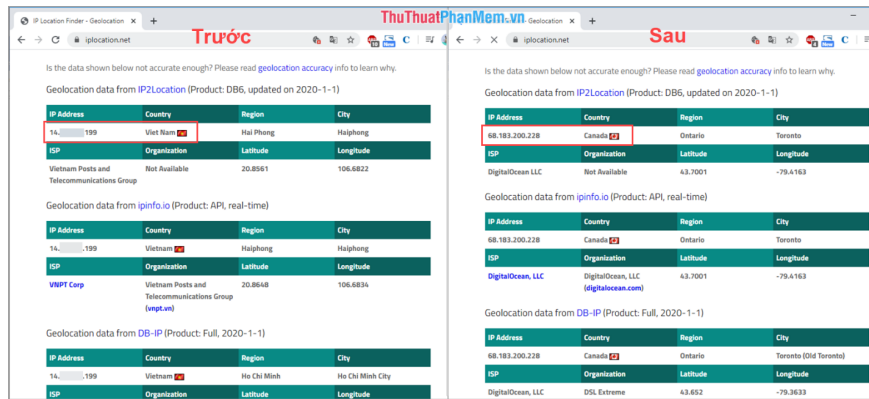 IP Location Finder - Geolocation
ThuThuatPhanMem.vn
Geolocation
iplocation.net
Trước
iplocation.net
Sau
Is the data shown below not accurate enough? Please read geolocation accuracy info to learn why.
Geolocation data from IP2Location (Product: DB6, updated on 2020-1-1)
IP Address Country Region City
14. 199 Viet Nam Hai Phong Haiphong
ISP Organization Latitude Longitude
Vietnam Posts and Telecommunications Group Not Available 20.8561 106.6822
Geolocation data from ipinfo.io (Product: API, real-time)
IP Address Country Region City
14. .199 Vietnam Haiphong Haiphong
ISP Organization Latitude Longitude
VNPT Corp Vietnam Posts and Telecommunications Group (vnpt.vn) 20.8648 106.6834
Geolocation data from DB-IP (Product: Full, 2020-1-1)
IP Address Country Region City
14. .199 Vietnam Ho Chi Minh Ho Chi Minh City
ISP Organization Latitude Longitude
Is the data shown below not accurate enough? Please read geolocation accuracy info to learn why.
Geolocation data from IP2Location (Product: DB6, updated on 2020-1-1)
IP Address Country Region City
68.183.200.228 Canada Ontario Toronto
ISP Organization Latitude Longitude
DigitalOcean LLC Not Available 43.7001 -79.4163
Geolocation data from ipinfo.io (Product: API, real-time)
IP Address Country Region City
68.183.200.228 Canada Ontario Toronto
ISP Organization Latitude Longitude
DigitalOcean, LLC DigitalOcean, LLC (digitalocean.com) 43.7001 -79.4163
Geolocation data from DB-IP (Product: Full, 2020-1-1)
IP Address Country Region City
68.183.200.228 Canada Ontario Toronto (Old Toronto)
ISP Organization Latitude Longitude
DigitalOcean, LLC DSL Extreme 43.652 -79.3633